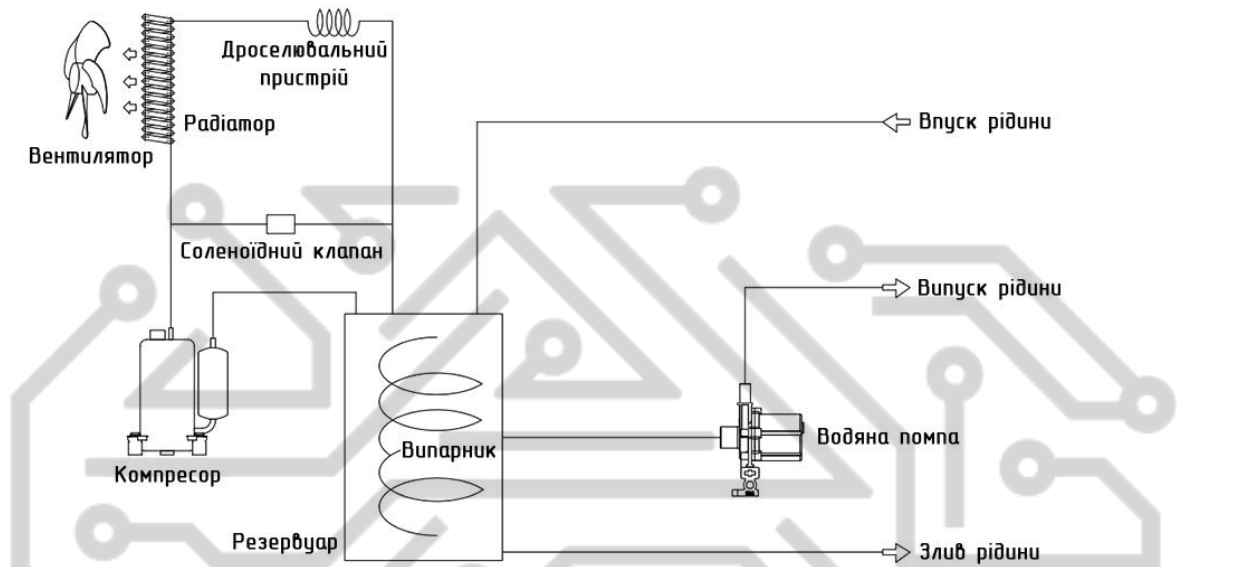 Дроселювальний
пристрій
Радіатор
Вентилятор
Впуск рідини
Соленоїдний клапан
Випуск рідини
Водяна помпа
Випарник
Компресор
Резервуар
Злив рідини